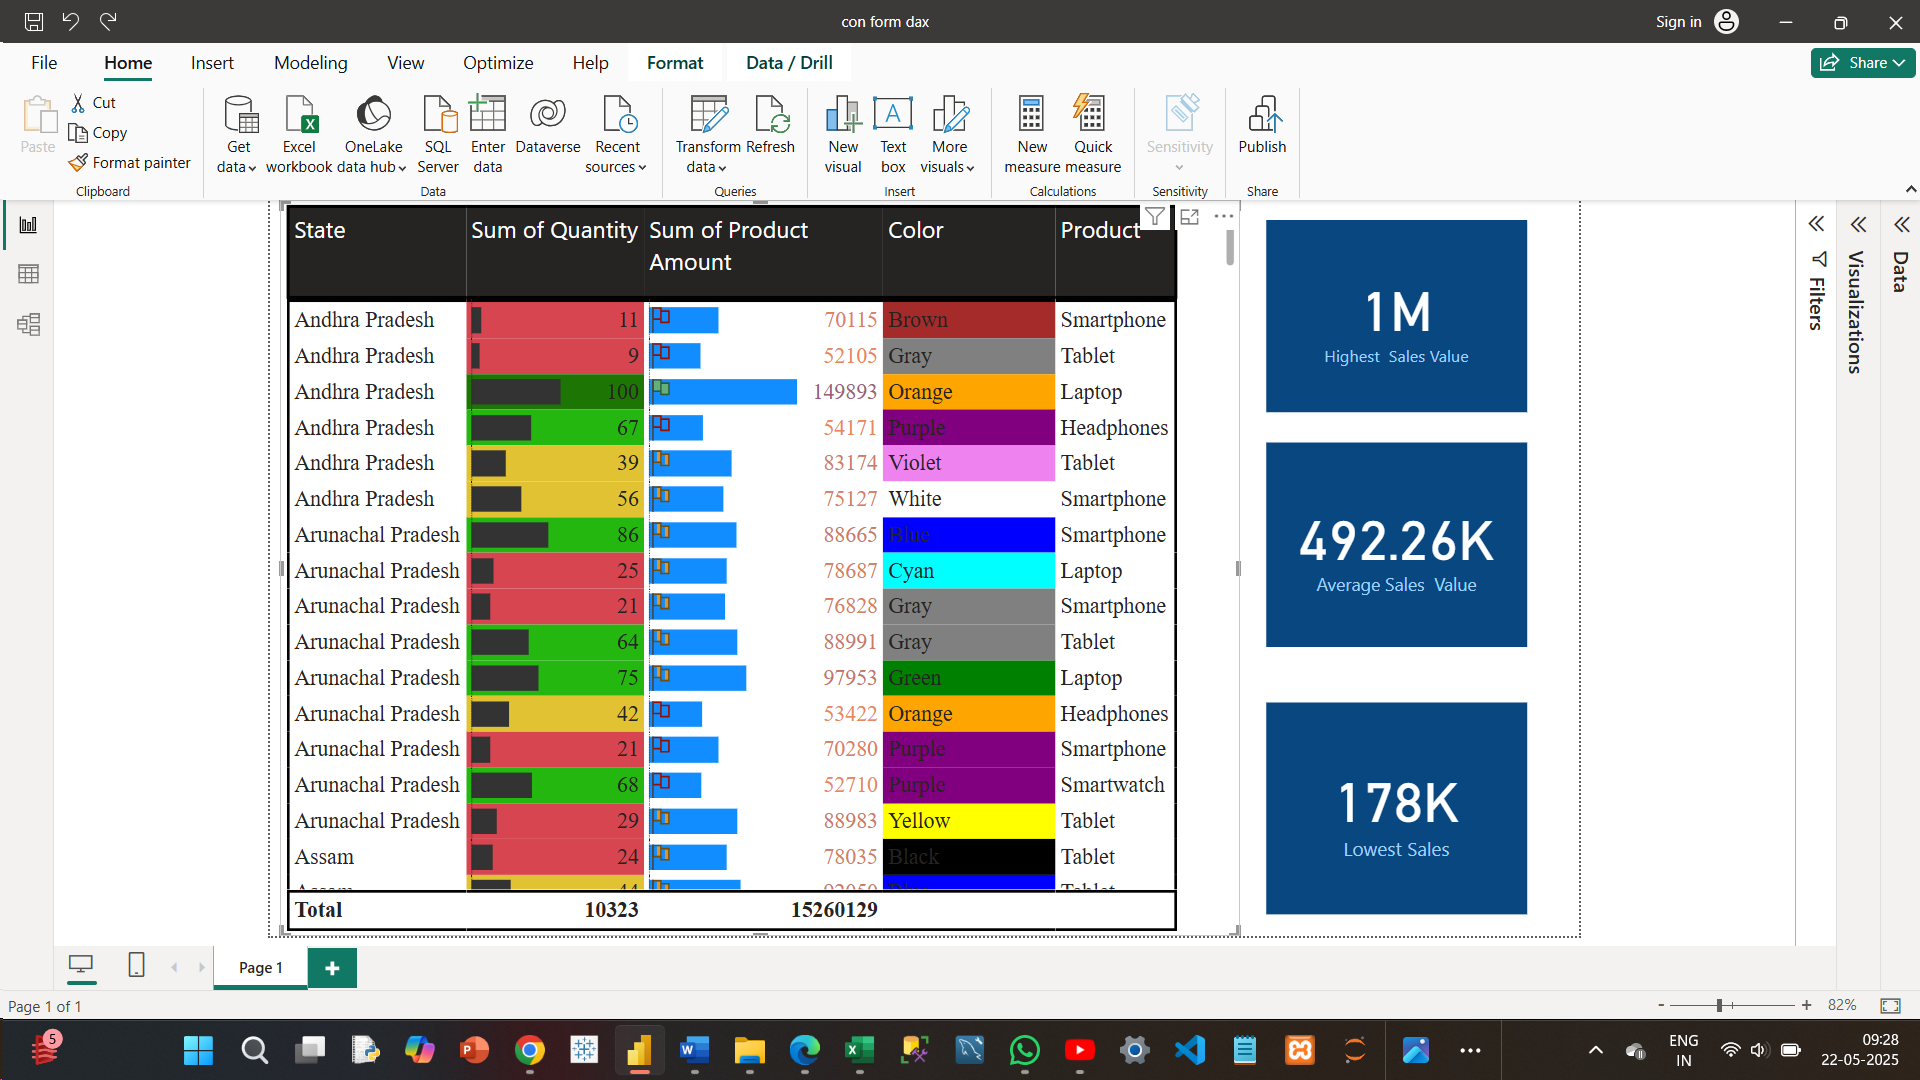 con form dax
Sign in
File Home Insert Modeling View Optimize Help Format Data / Drill
Share
Paste
Cut
Copy
Format painter
Clipboard
Get data
Excel workbook
OneLake data hub
SQL Server
Enter data
Dataverse
Recent sources
Data
Transform data
Refresh
Queries
New visual
Text box
More visuals
Insert
New measure
Quick measure
Calculations
Sensitivity
Sensitivity
Publish
Share
State Sum of Quantity Sum of Product Amount Color Product
Andhra Pradesh 11 70115 Brown Smartphone
Andhra Pradesh 9 52105 Gray Tablet
Andhra Pradesh 100 149893 Orange Laptop
Andhra Pradesh 67 54171 Purple Headphones
Andhra Pradesh 39 83174 Violet Tablet
Andhra Pradesh 56 75127 White Smartphone
Arunachal Pradesh 86 88665 Blue Smartphone
Arunachal Pradesh 25 78687 Cyan Laptop
Arunachal Pradesh 21 76828 Gray Smartphone
Arunachal Pradesh 64 88991 Gray Tablet
Arunachal Pradesh 75 97953 Green Laptop
Arunachal Pradesh 42 53422 Orange Headphones
Arunachal Pradesh 21 70280 Purple Smartphone
Arunachal Pradesh 68 52710 Purple Smartwatch
Arunachal Pradesh 29 88983 Yellow Tablet
Assam 24 78035 Black Tablet
Total 10323 15260129
1M
Highest Sales Value
492.26K
Average Sales Value
178K
Lowest Sales
Filters
Visualizations
Data
Page 1
Page 1 of 1
82%
5
ENG
IN
09:28
22-05-2025